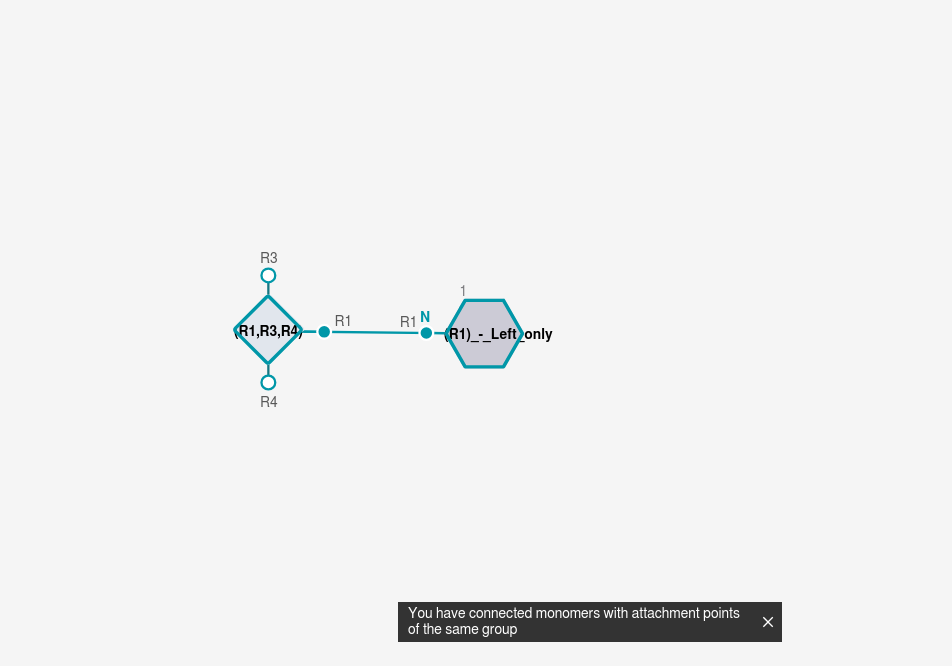 R3
1
R1
R1
N
(R1,R3,R4)
(R1)_-_Left_only
R4
You have connected monomers with attachment points
of the same group